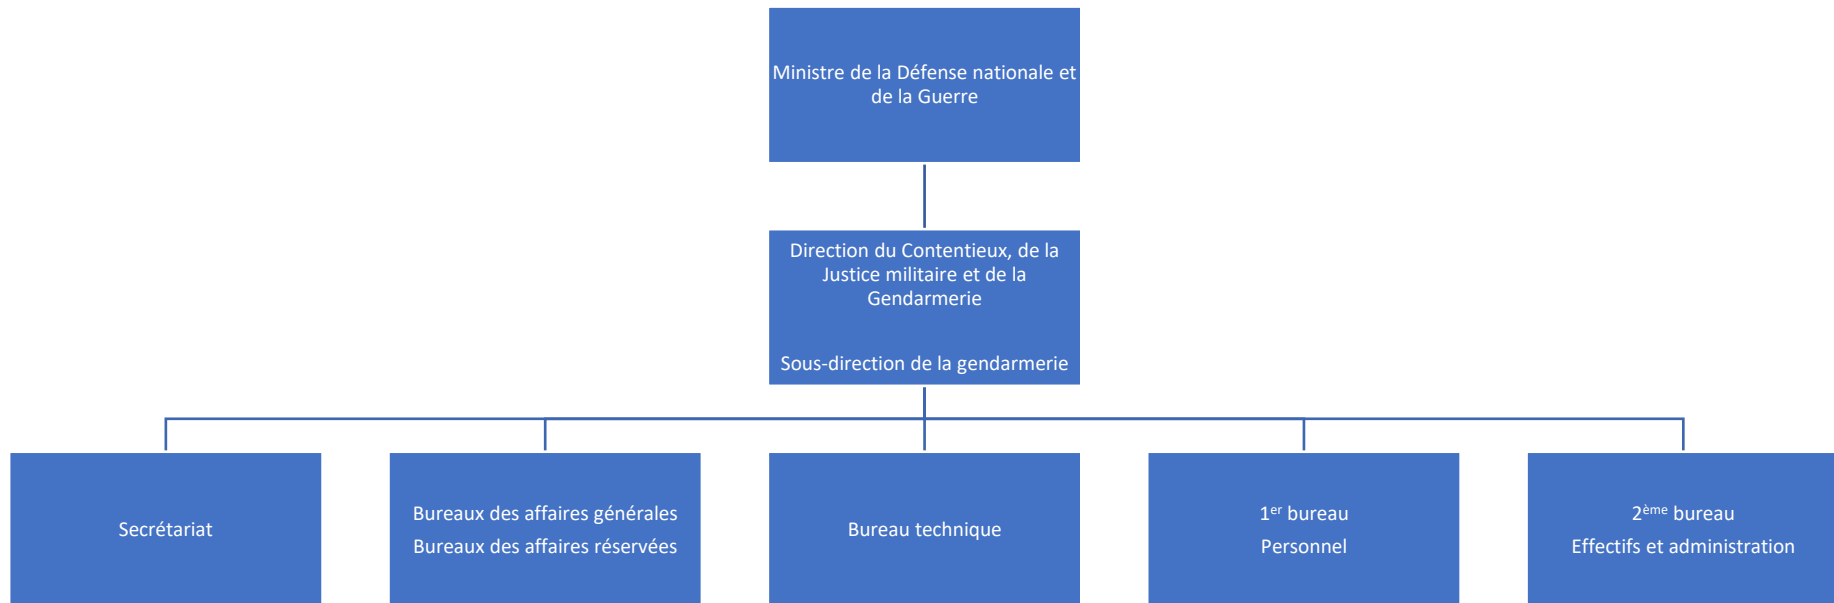 Ministre de la Défense nationale et
de la Guerre
Direction du Contentieux, de la
Justice militaire et de la
Gendarmerie
Sous-direction de la gendarmerie
Secrétariat
Bureaux des affaires générales
Bureaux des affaires réservées
Bureau technique
1er bureau
Personnel
2ème bureau
Effectifs et administration